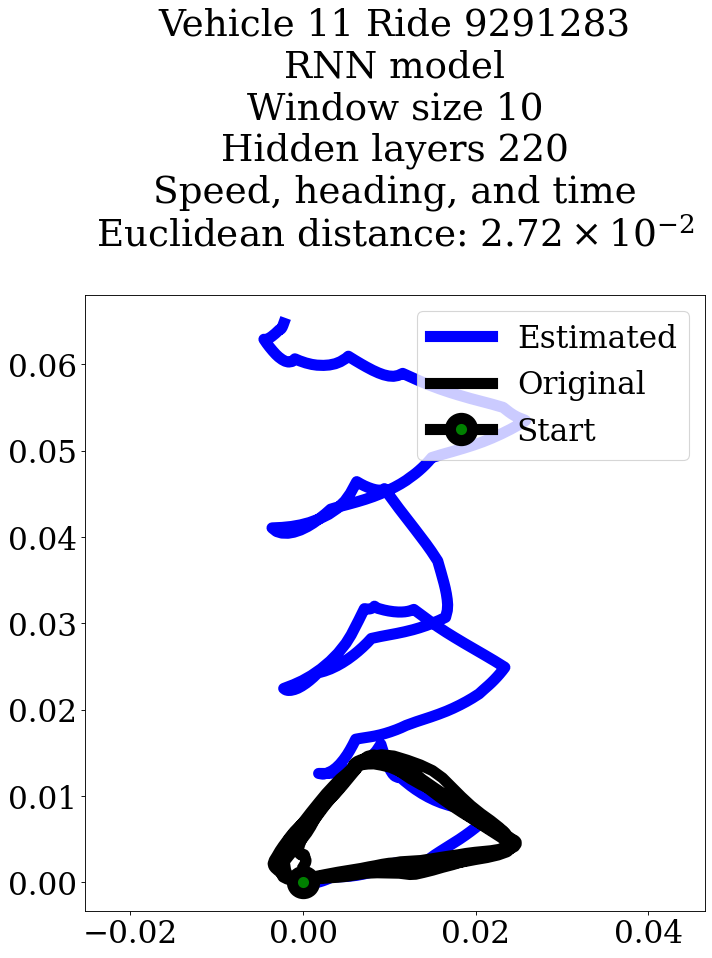 Vehicle 11 Ride 9291283
RNN model
Window size 10
Hidden layers 220
Speed, heading, and time
Euclidean distance: 2.72 × 10⁻²
Estimated
Original
Start
0.06
0.05
0.04
0.03
0.02
0.01
0.00
−0.02 0.00 0.02 0.04